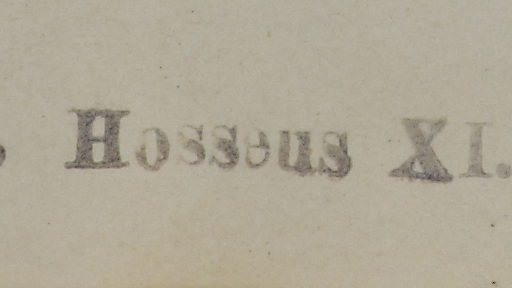 . Hosseus XI.